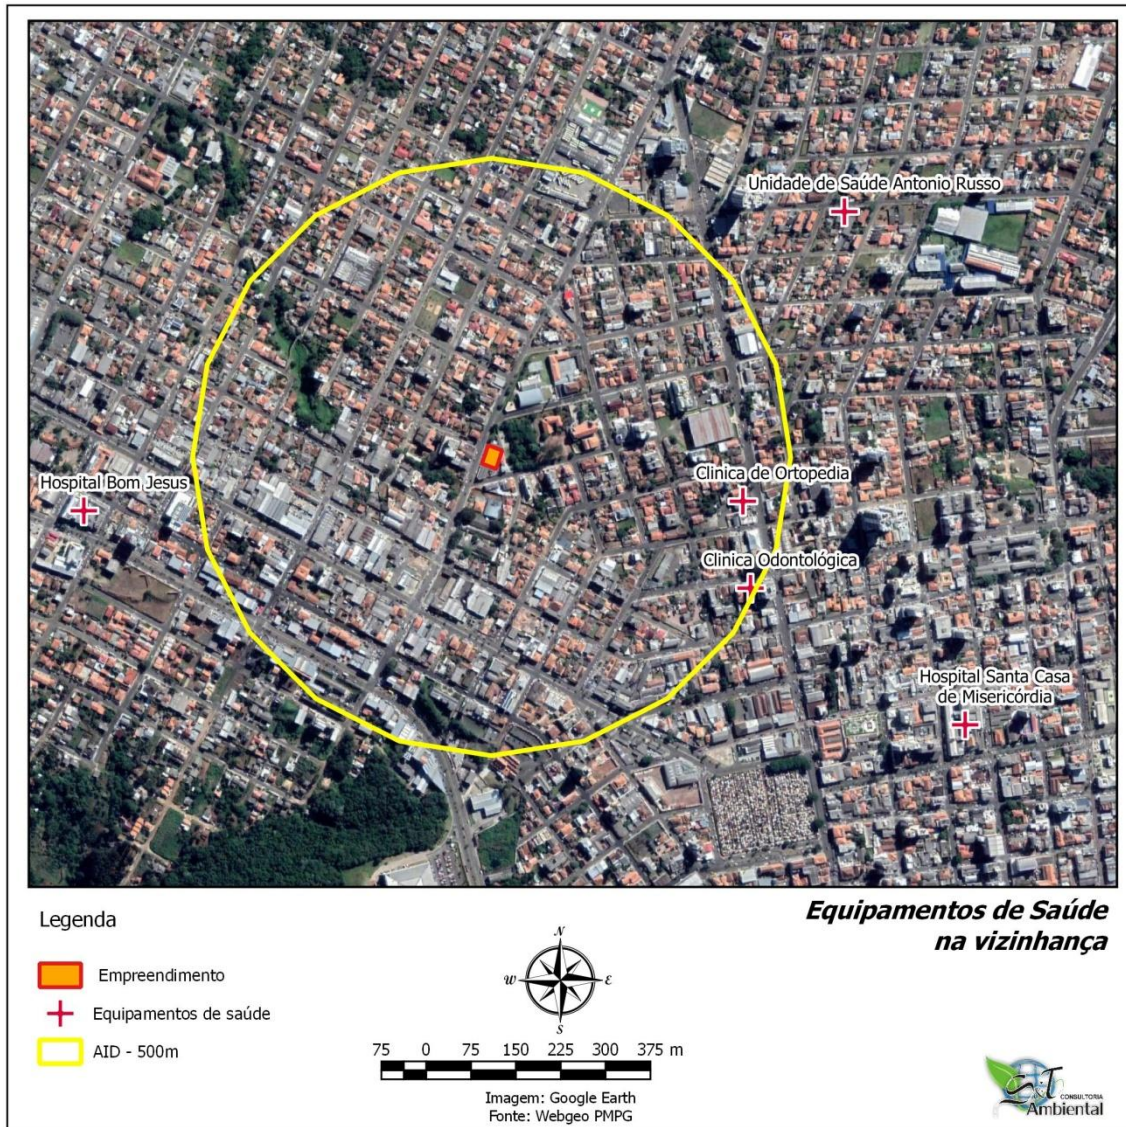 Unidade de Saúde Antonio Russo
Hospital Bom Jesus
Clinica de Ortopedia
Clinica Odontológica
Hospital Santa Casa
de Misericórdia
Legenda
Empreendimento
Equipamentos de saúde
AID - 500m
N
W
E
S
75 0 75 150 225 300 375 m
Imagem: Google Earth
Fonte: Webgeo PMPG
Equipamentos de Saúde
na vizinhança
CONSULTORIA
Ambiental